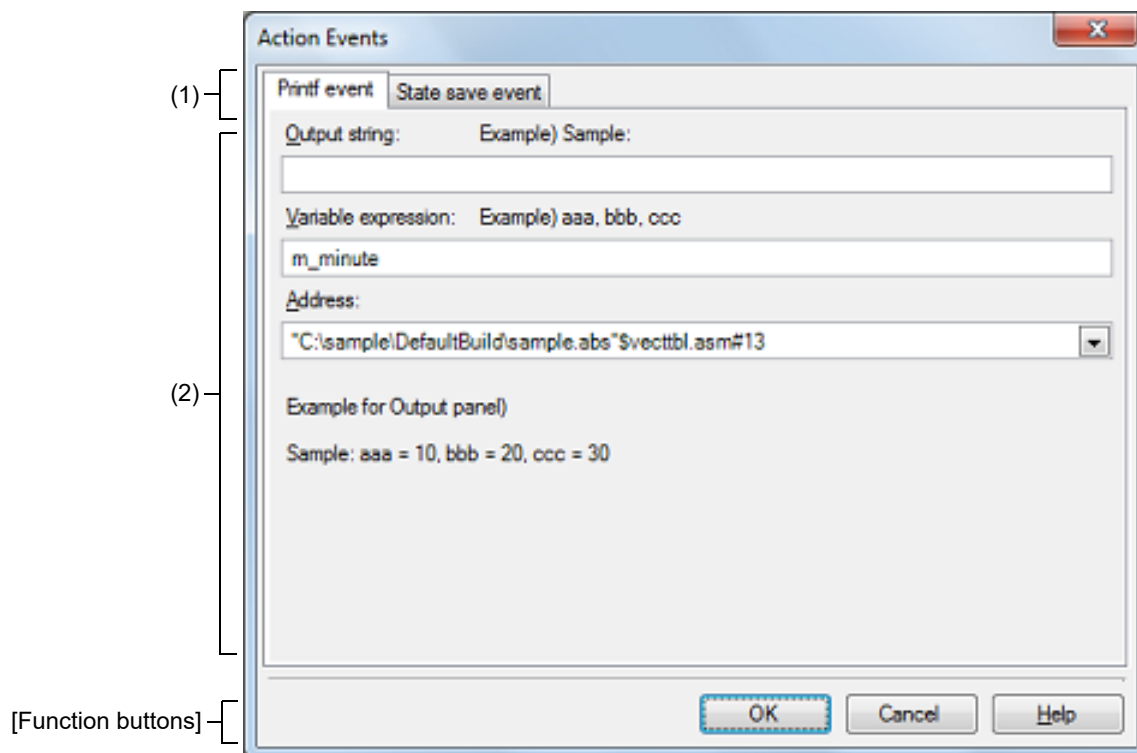 Action Events
(1)
Printf event State save event
Output string: Example) Sample:
Variable expression: Example) aaa, bbb, ccc
m_minute
Address:
"C:\sample\DefaultBuild\sample.abs"$vecttbl.asm#13
(2)
Example for Output panel)
Sample: aaa = 10, bbb = 20, ccc = 30
[Function buttons]
OK Cancel Help